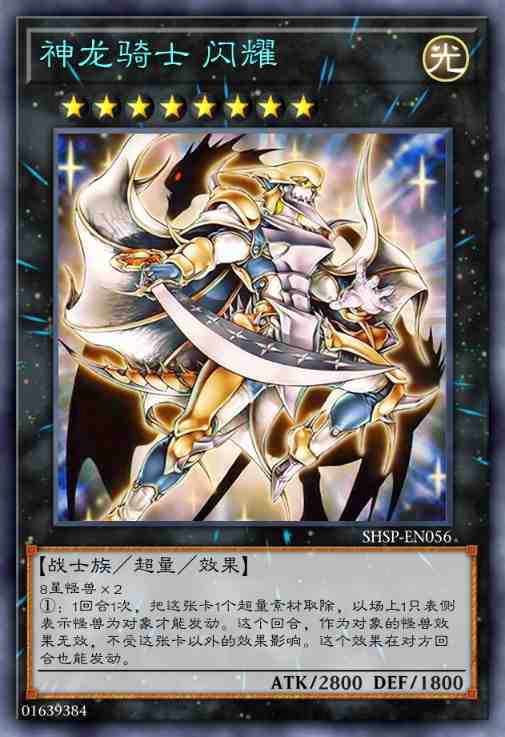 神龙骑士 闪耀
光
SHSP-EN056
【战士族／超量／效果】
8星怪兽×2
①：1回合1次，把这张卡1个超量素材取除，以场上1只表侧
表示怪兽为对象才能发动。这个回合，作为对象的怪兽效
果无效，不受这张卡以外的效果影响。这个效果在对方回
合也能发动。
ATK/2800 DEF/1800
01639384